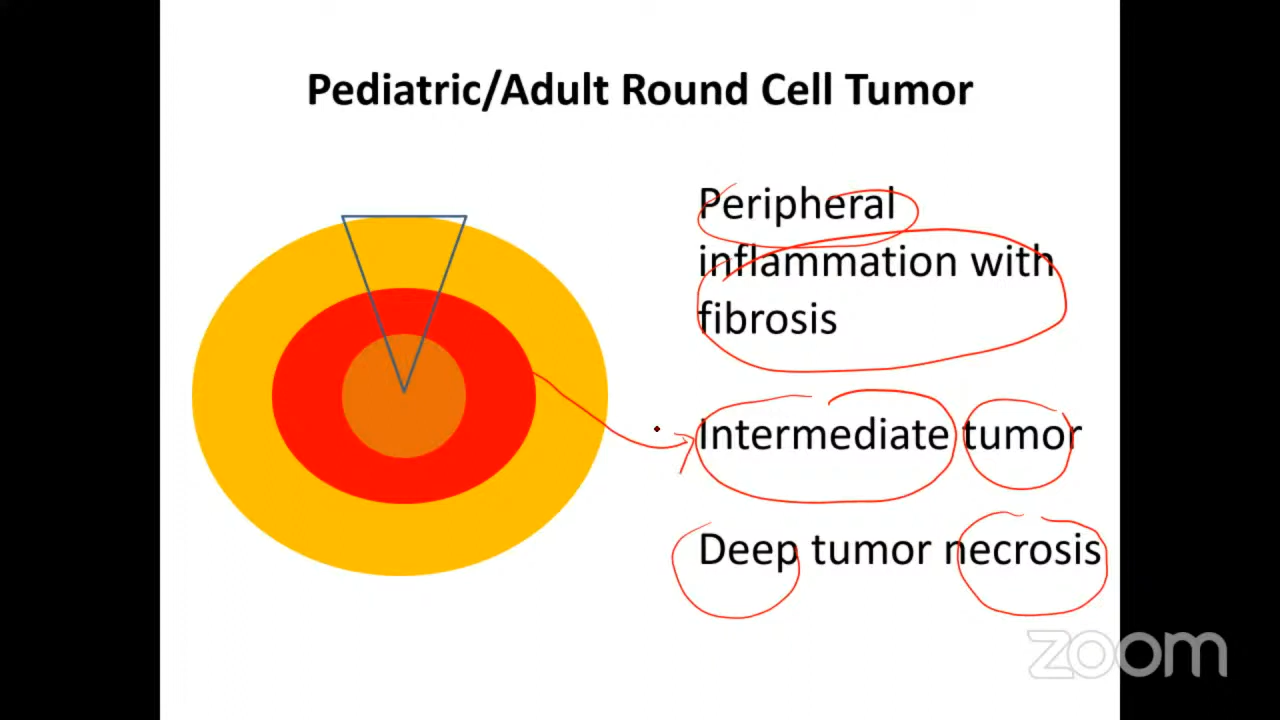 Pediatric/Adult Round Cell Tumor
Peripheral
inflammation with
fibrosis
Intermediate tumor
Deep tumor necrosis
zoom